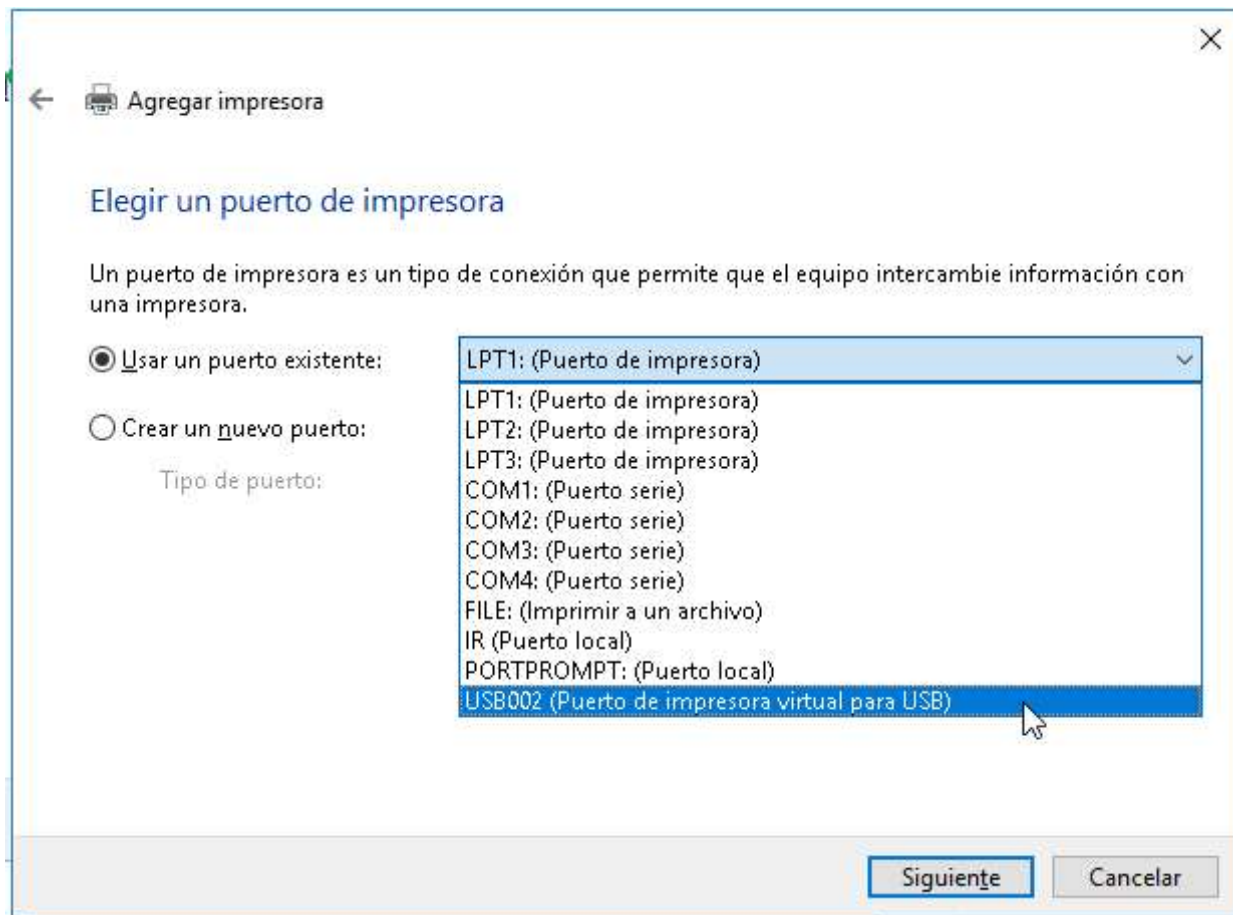 Agregar impresora
Elegir un puerto de impresora
Un puerto de impresora es un tipo de conexión que permite que el equipo intercambie información con
una impresora.
Usar un puerto existente:
LPT1: (Puerto de impresora)
LPT1: (Puerto de impresora)
LPT2: (Puerto de impresora)
LPT3: (Puerto de impresora)
COM1: (Puerto serie)
COM2: (Puerto serie)
COM3: (Puerto serie)
COM4: (Puerto serie)
FILE: (Imprimir a un archivo)
IR (Puerto local)
PORTPROMPT: (Puerto local)
USB002 (Puerto de impresora virtual para USB)
Crear un nuevo puerto:
Tipo de puerto:
Siguiente
Cancelar